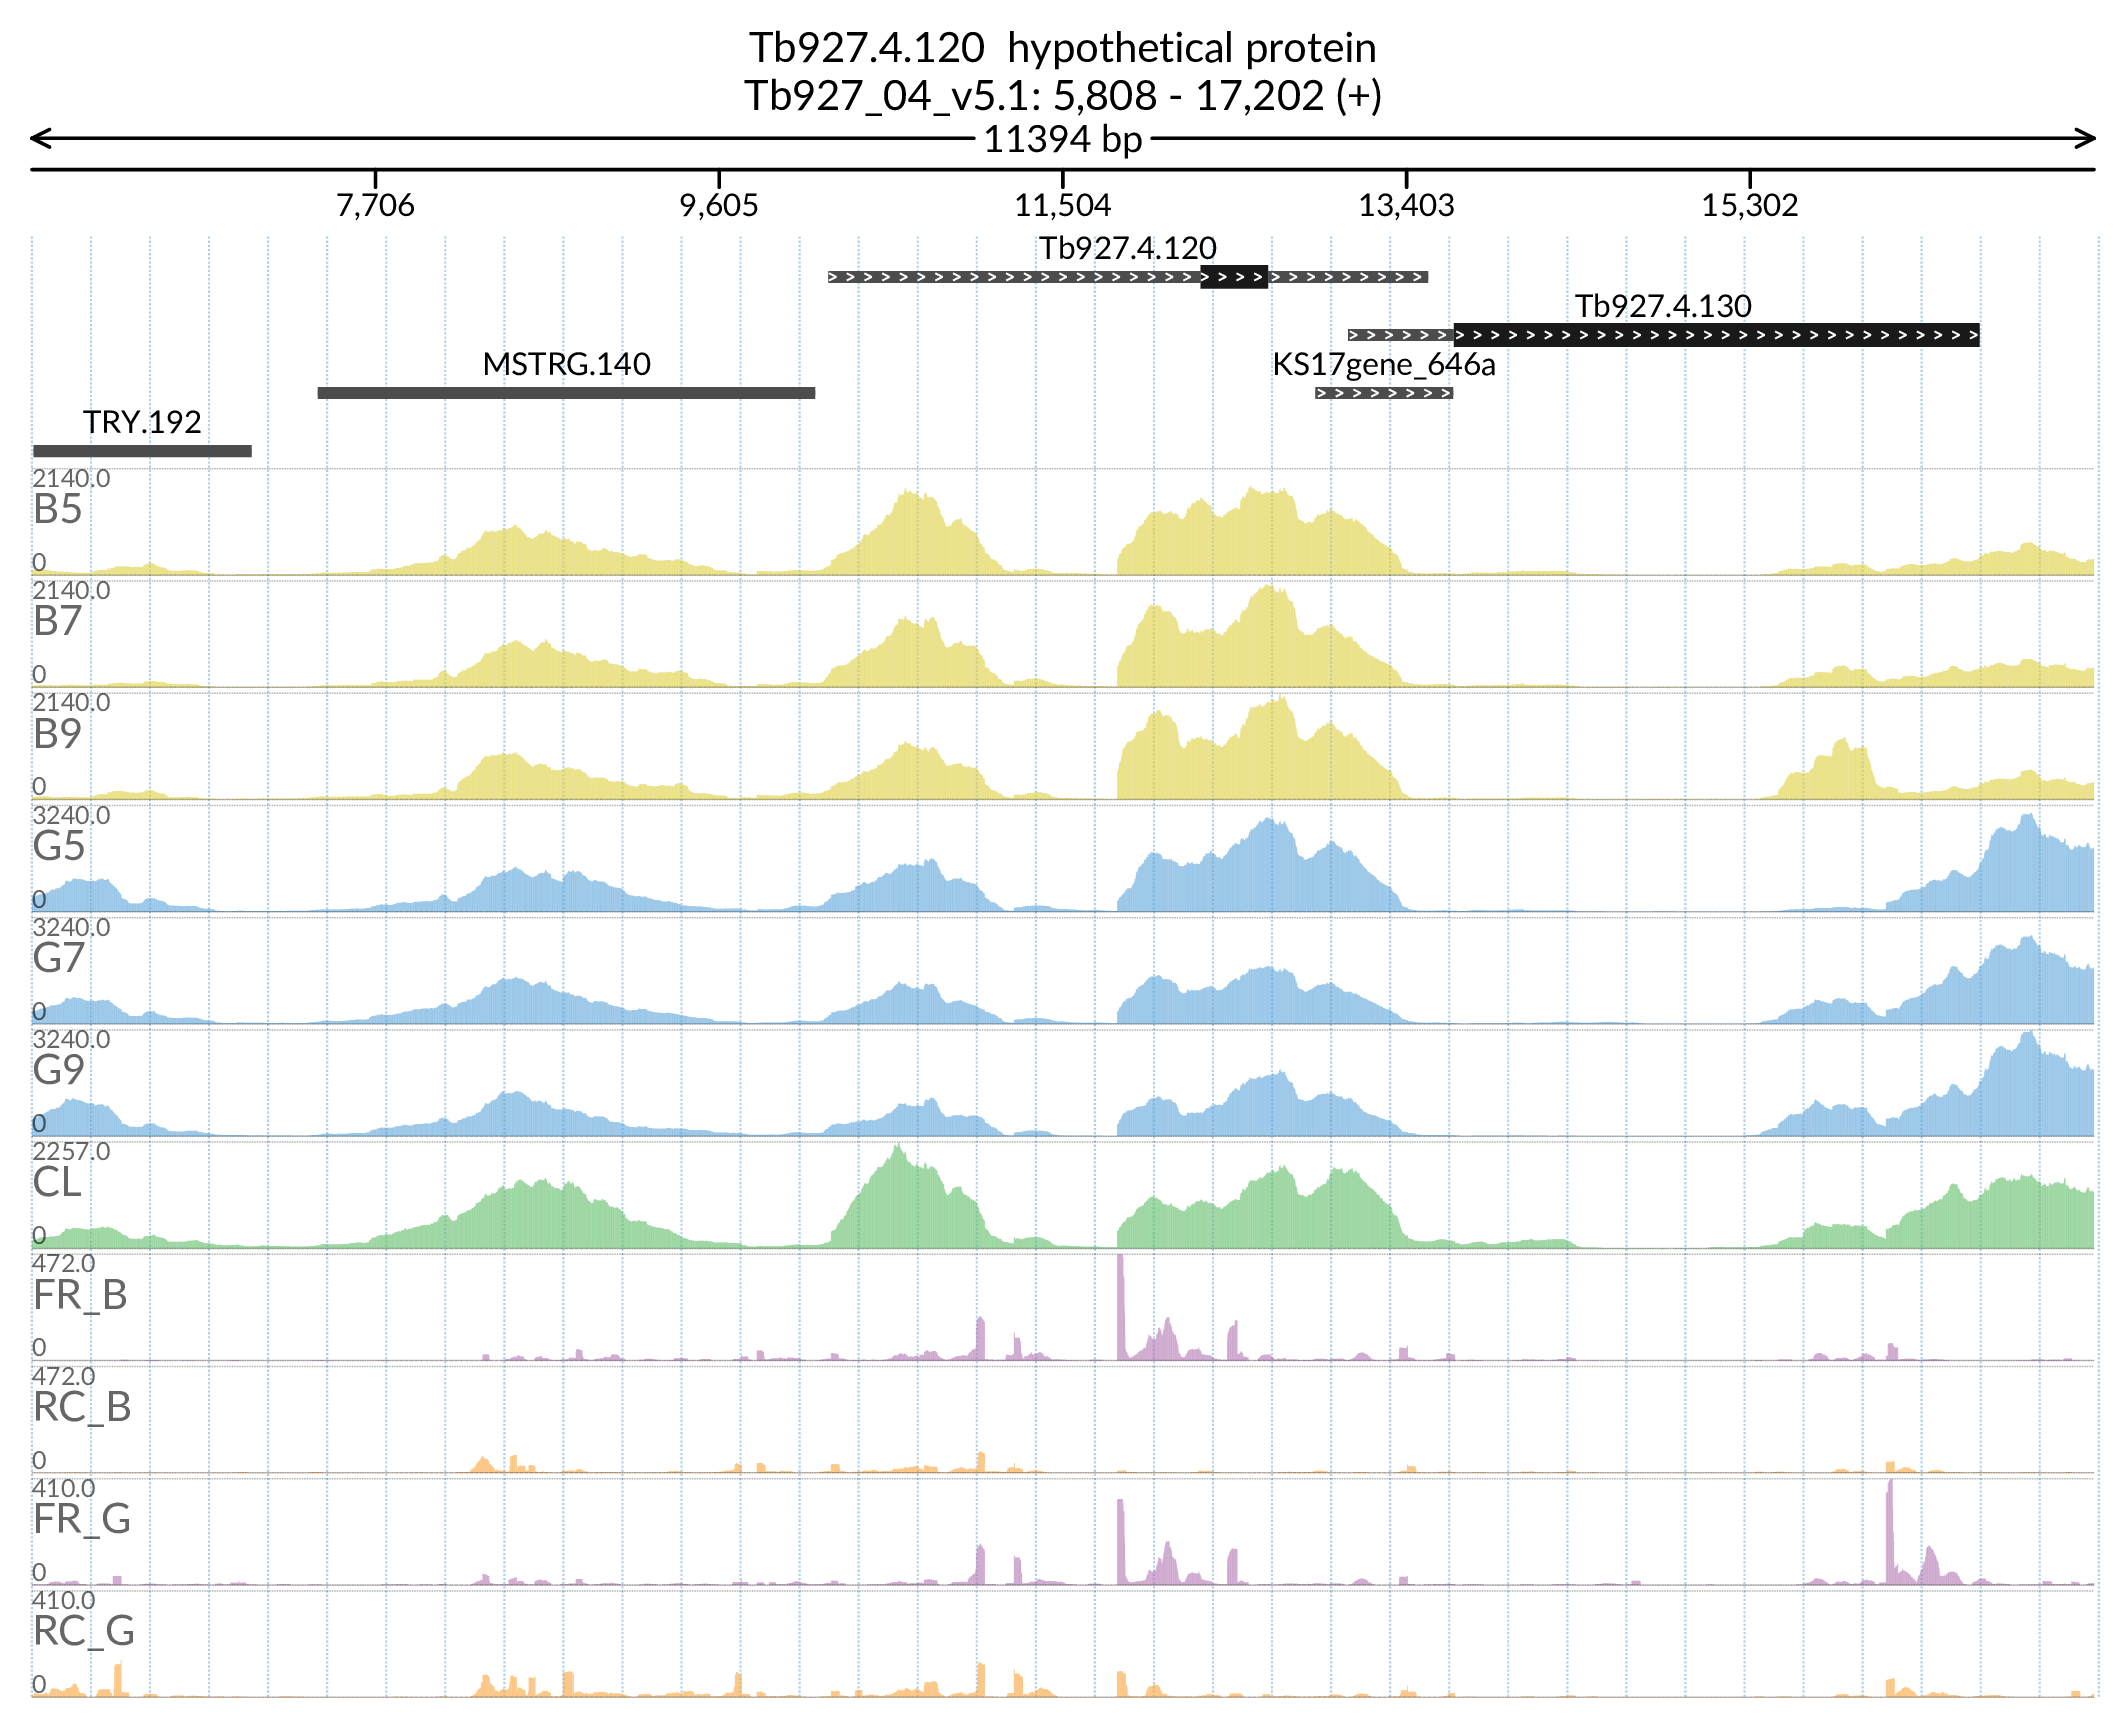 Tb927.4.120  hypothetical protein
Tb927_04_v5.1: 5,808 - 17,202 (+)
11394 bp
7,706 9,605 11,504 13,403 15,302
Tb927.4.120
Tb927.4.130
MSTRG.140 KS17gene_646a
TRY.192
2140.0
B5
0
2140.0
B7
0
2140.0
B9
0
3240.0
G5
0
3240.0
G7
0
3240.0
G9
0
2257.0
CL
0
472.0
FR_B
0
472.0
RC_B
0
410.0
FR_G
0
410.0
RC_G
0